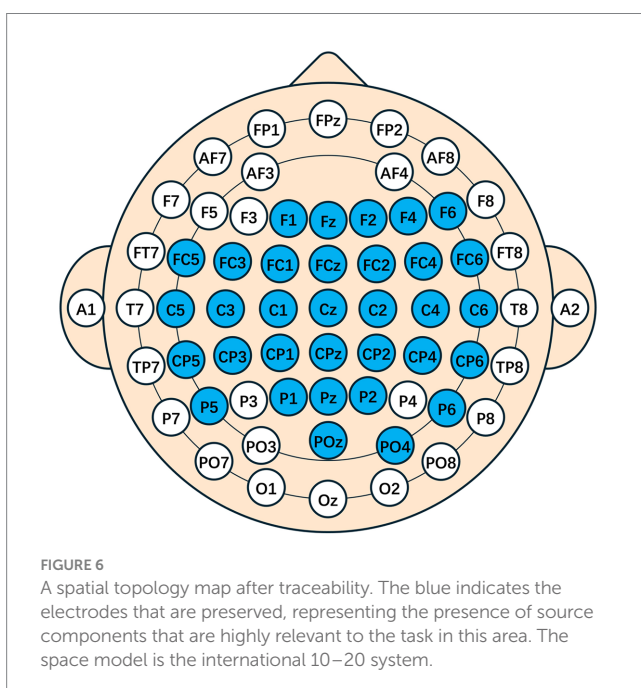 FPz
FP1 FP2
AF7 AF8
AF3 AF4
F7 F5 F3 F1 Fz F2 F4 F6 F8
FT7 FC5 FC3 FC1 FCz FC2 FC4 FC6 FT8
A1 T7 C5 C3 C1 Cz C2 C4 C6 T8 A2
TP7 CP5 CP3 CP1 CPz CP2 CP4 CP6 TP8
P7 P5 P3 P1 Pz P2 P4 P6 P8
PO7 PO3 POz PO4 PO8
O1 Oz O2
FIGURE 6
A spatial topology map after traceability. The blue indicates the
electrodes that are preserved, representing the presence of source
components that are highly relevant to the task in this area. The
space model is the international 10–20 system.